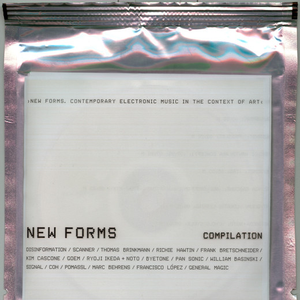 ‹NEW FORMS. CONTEMPORARY ELECTRONIC MUSIC IN THE CONTEXT OF ART›
NEW FORMS COMPILATION
DISINFORMATION / SCANNER / THOMAS BRINKMANN / RICHIE HAWTIN / FRANK BRETSCHNEIDER /
KIM CASCONE / GOEM / RYOJI IKEDA + NOTO / BYETONE / PAN SONIC / WILLIAM BASINSKI /
SIGNAL / COH / POMASSL / MARC BEHRENS / FRANCISCO LÓPEZ / GENERAL MAGIC